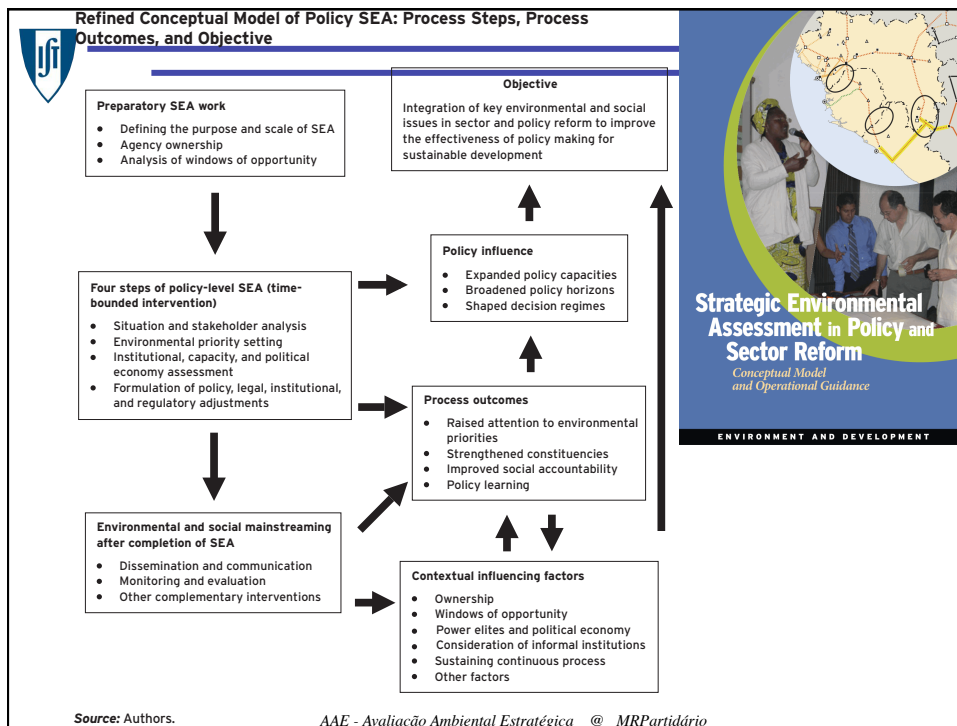 Refined Conceptual Model of Policy SEA: Process Steps, Process
Outcomes, and Objective
IST
Preparatory SEA work
• Defining the purpose and scale of SEA
• Agency ownership
• Analysis of windows of opportunity
Objective
Integration of key environmental and social
issues in sector and policy reform to improve
the effectiveness of policy making for
sustainable development
Four steps of policy-level SEA (time-
bounded intervention)
• Situation and stakeholder analysis
• Environmental priority setting
• Institutional, capacity, and political
economy assessment
• Formulation of policy, legal, institutional,
and regulatory adjustments
Policy influence
• Expanded policy capacities
• Broadened policy horizons
• Shaped decision regimes
Process outcomes
• Raised attention to environmental
priorities
• Strengthened constituencies
• Improved social accountability
• Policy learning
Environmental and social mainstreaming
after completion of SEA
• Dissemination and communication
• Monitoring and evaluation
• Other complementary interventions
Contextual influencing factors
• Ownership
• Windows of opportunity
• Power elites and political economy
• Consideration of informal institutions
• Sustaining continuous process
• Other factors
Strategic Environmental
Assessment in Policy and
Sector Reform
Conceptual Model
and Operational Guidance
ENVIRONMENT AND DEVELOPMENT
Source: Authors.
AAE - Avaliação Ambiental Estratégica @ MRPartidário